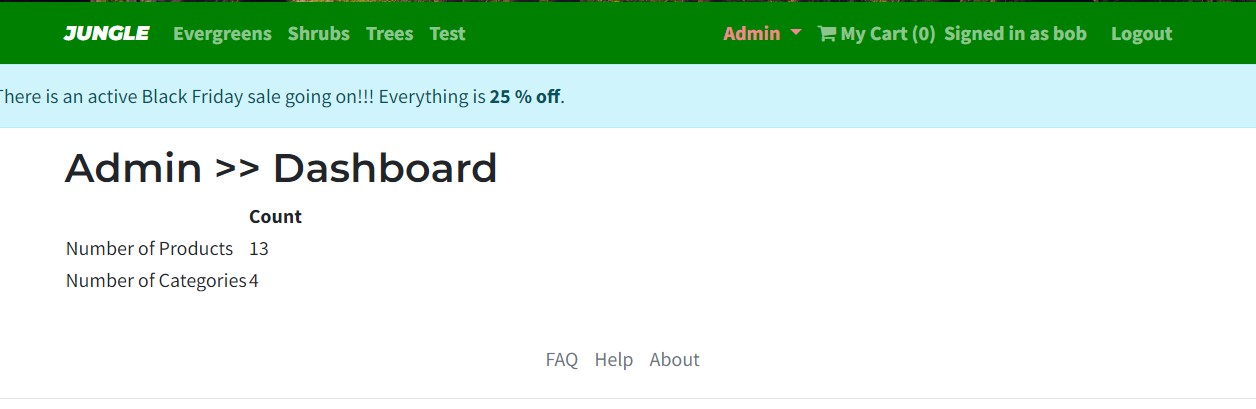 JUNGLE Evergreens Shrubs Trees Test Admin My Cart (0) Signed in as bob Logout
There is an active Black Friday sale going on!!! Everything is 25 % off.
Admin >> Dashboard
Count
Number of Products 13
Number of Categories 4
FAQ Help About